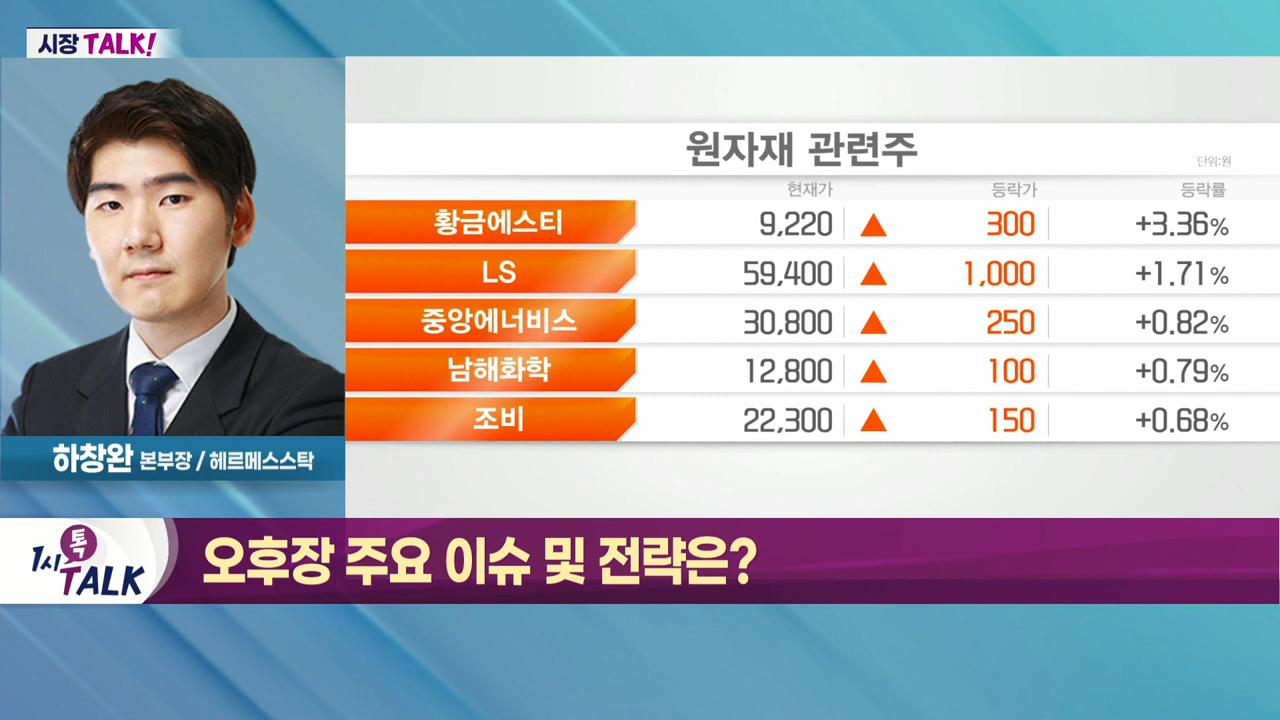 시장 TALK!
원자재 관련주
단위:원
현재가 등락가 등락률
황금에스티 9,220 ▲ 300 +3.36%
LS 59,400 ▲ 1,000 +1.71%
중앙에너비스 30,800 ▲ 250 +0.82%
남해화학 12,800 ▲ 100 +0.79%
조비 22,300 ▲ 150 +0.68%
하창완 본부장 / 헤르메스스탁
1시 톡 TALK
오후장 주요 이슈 및 전략은?